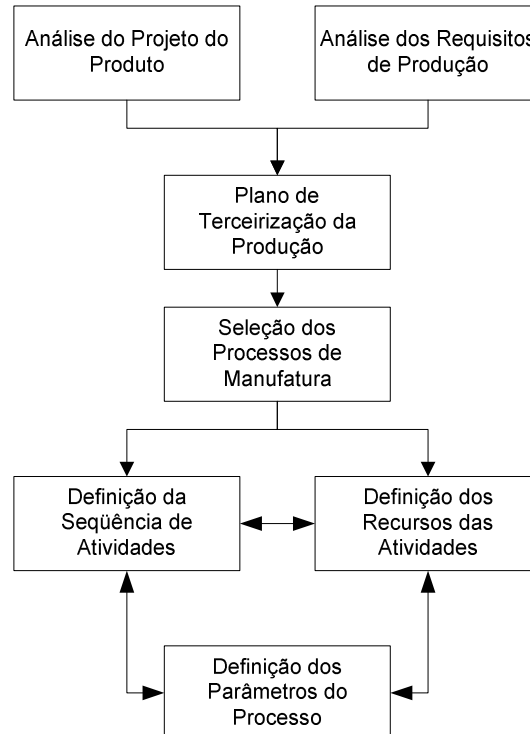 Análise do Projeto do
Produto
Análise dos Requisitos
de Produção
Plano de
Terceirização da
Produção
Seleção dos
Processos de
Manufatura
Definição da
Seqüência de
Atividades
Definição dos
Recursos das
Atividades
Definição dos
Parâmetros do
Processo